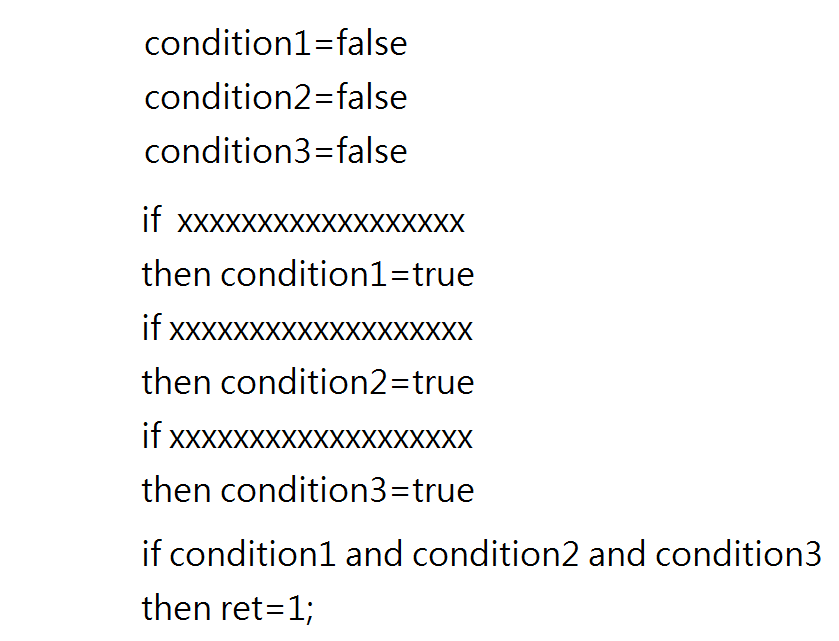 condition1=false
condition2=false
condition3=false
if  xxxxxxxxxxxxxxxxxx
then condition1=true
if xxxxxxxxxxxxxxxxxxx
then condition2=true
if xxxxxxxxxxxxxxxxxxx
then condition3=true
if condition1 and condition2 and condition3
then ret=1;